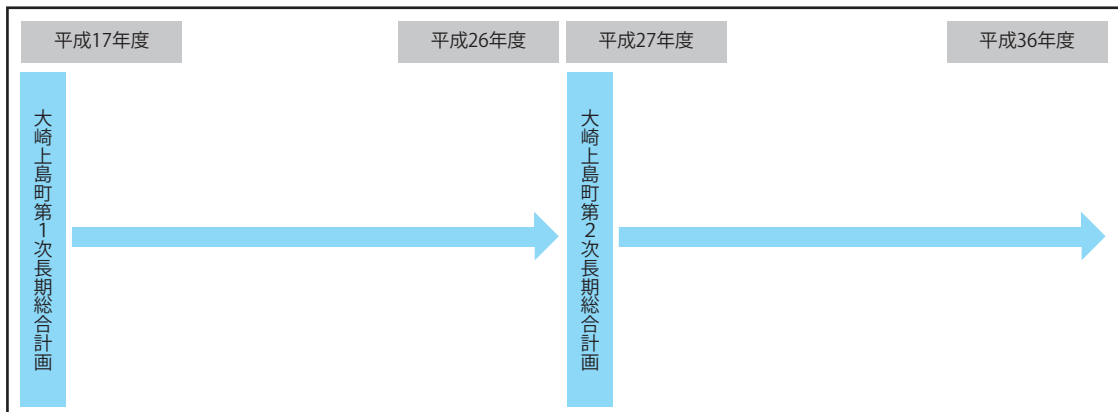 平成17年度
平成26年度
平成27年度
平成36年度
大崎上島町第1次長期総合計画
大崎上島町第2次長期総合計画